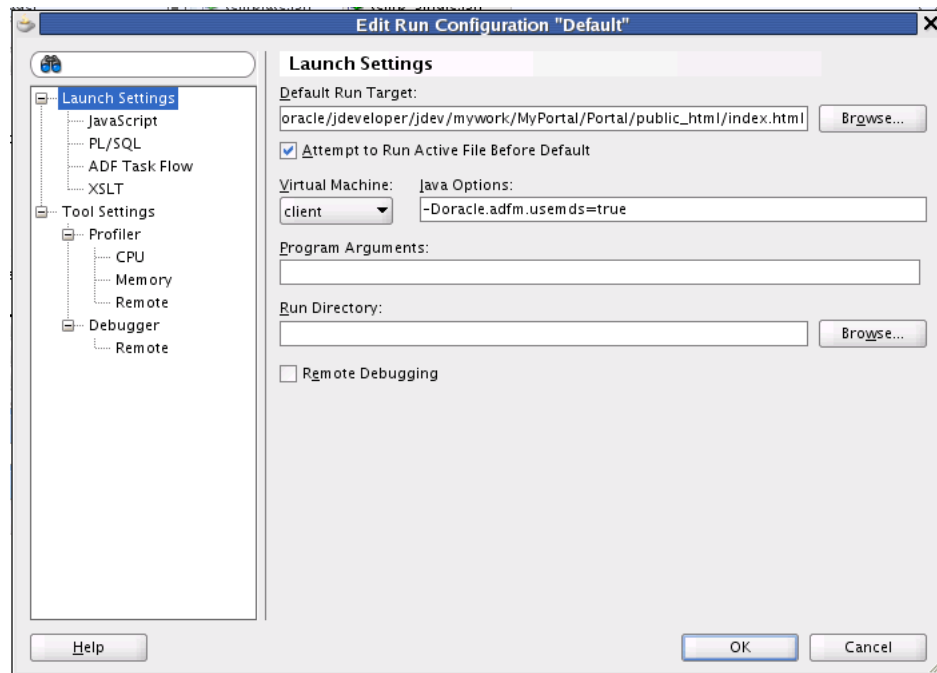 Edit Run Configuration "Default"
Launch Settings
JavaScript
PL/SQL
ADF Task Flow
XSLT
Tool Settings
Profiler
CPU
Memory
Remote
Debugger
Remote
Launch Settings
Default Run Target:
oracle/jdeveloper/jdev/mywork/MyPortal/Portal/public_html/index.html
Browse...
Attempt to Run Active File Before Default
Virtual Machine:
Java Options:
client
-Doracle.adfm.usemds=true
Program Arguments:
Run Directory:
Browse...
Remote Debugging
Help
OK
Cancel